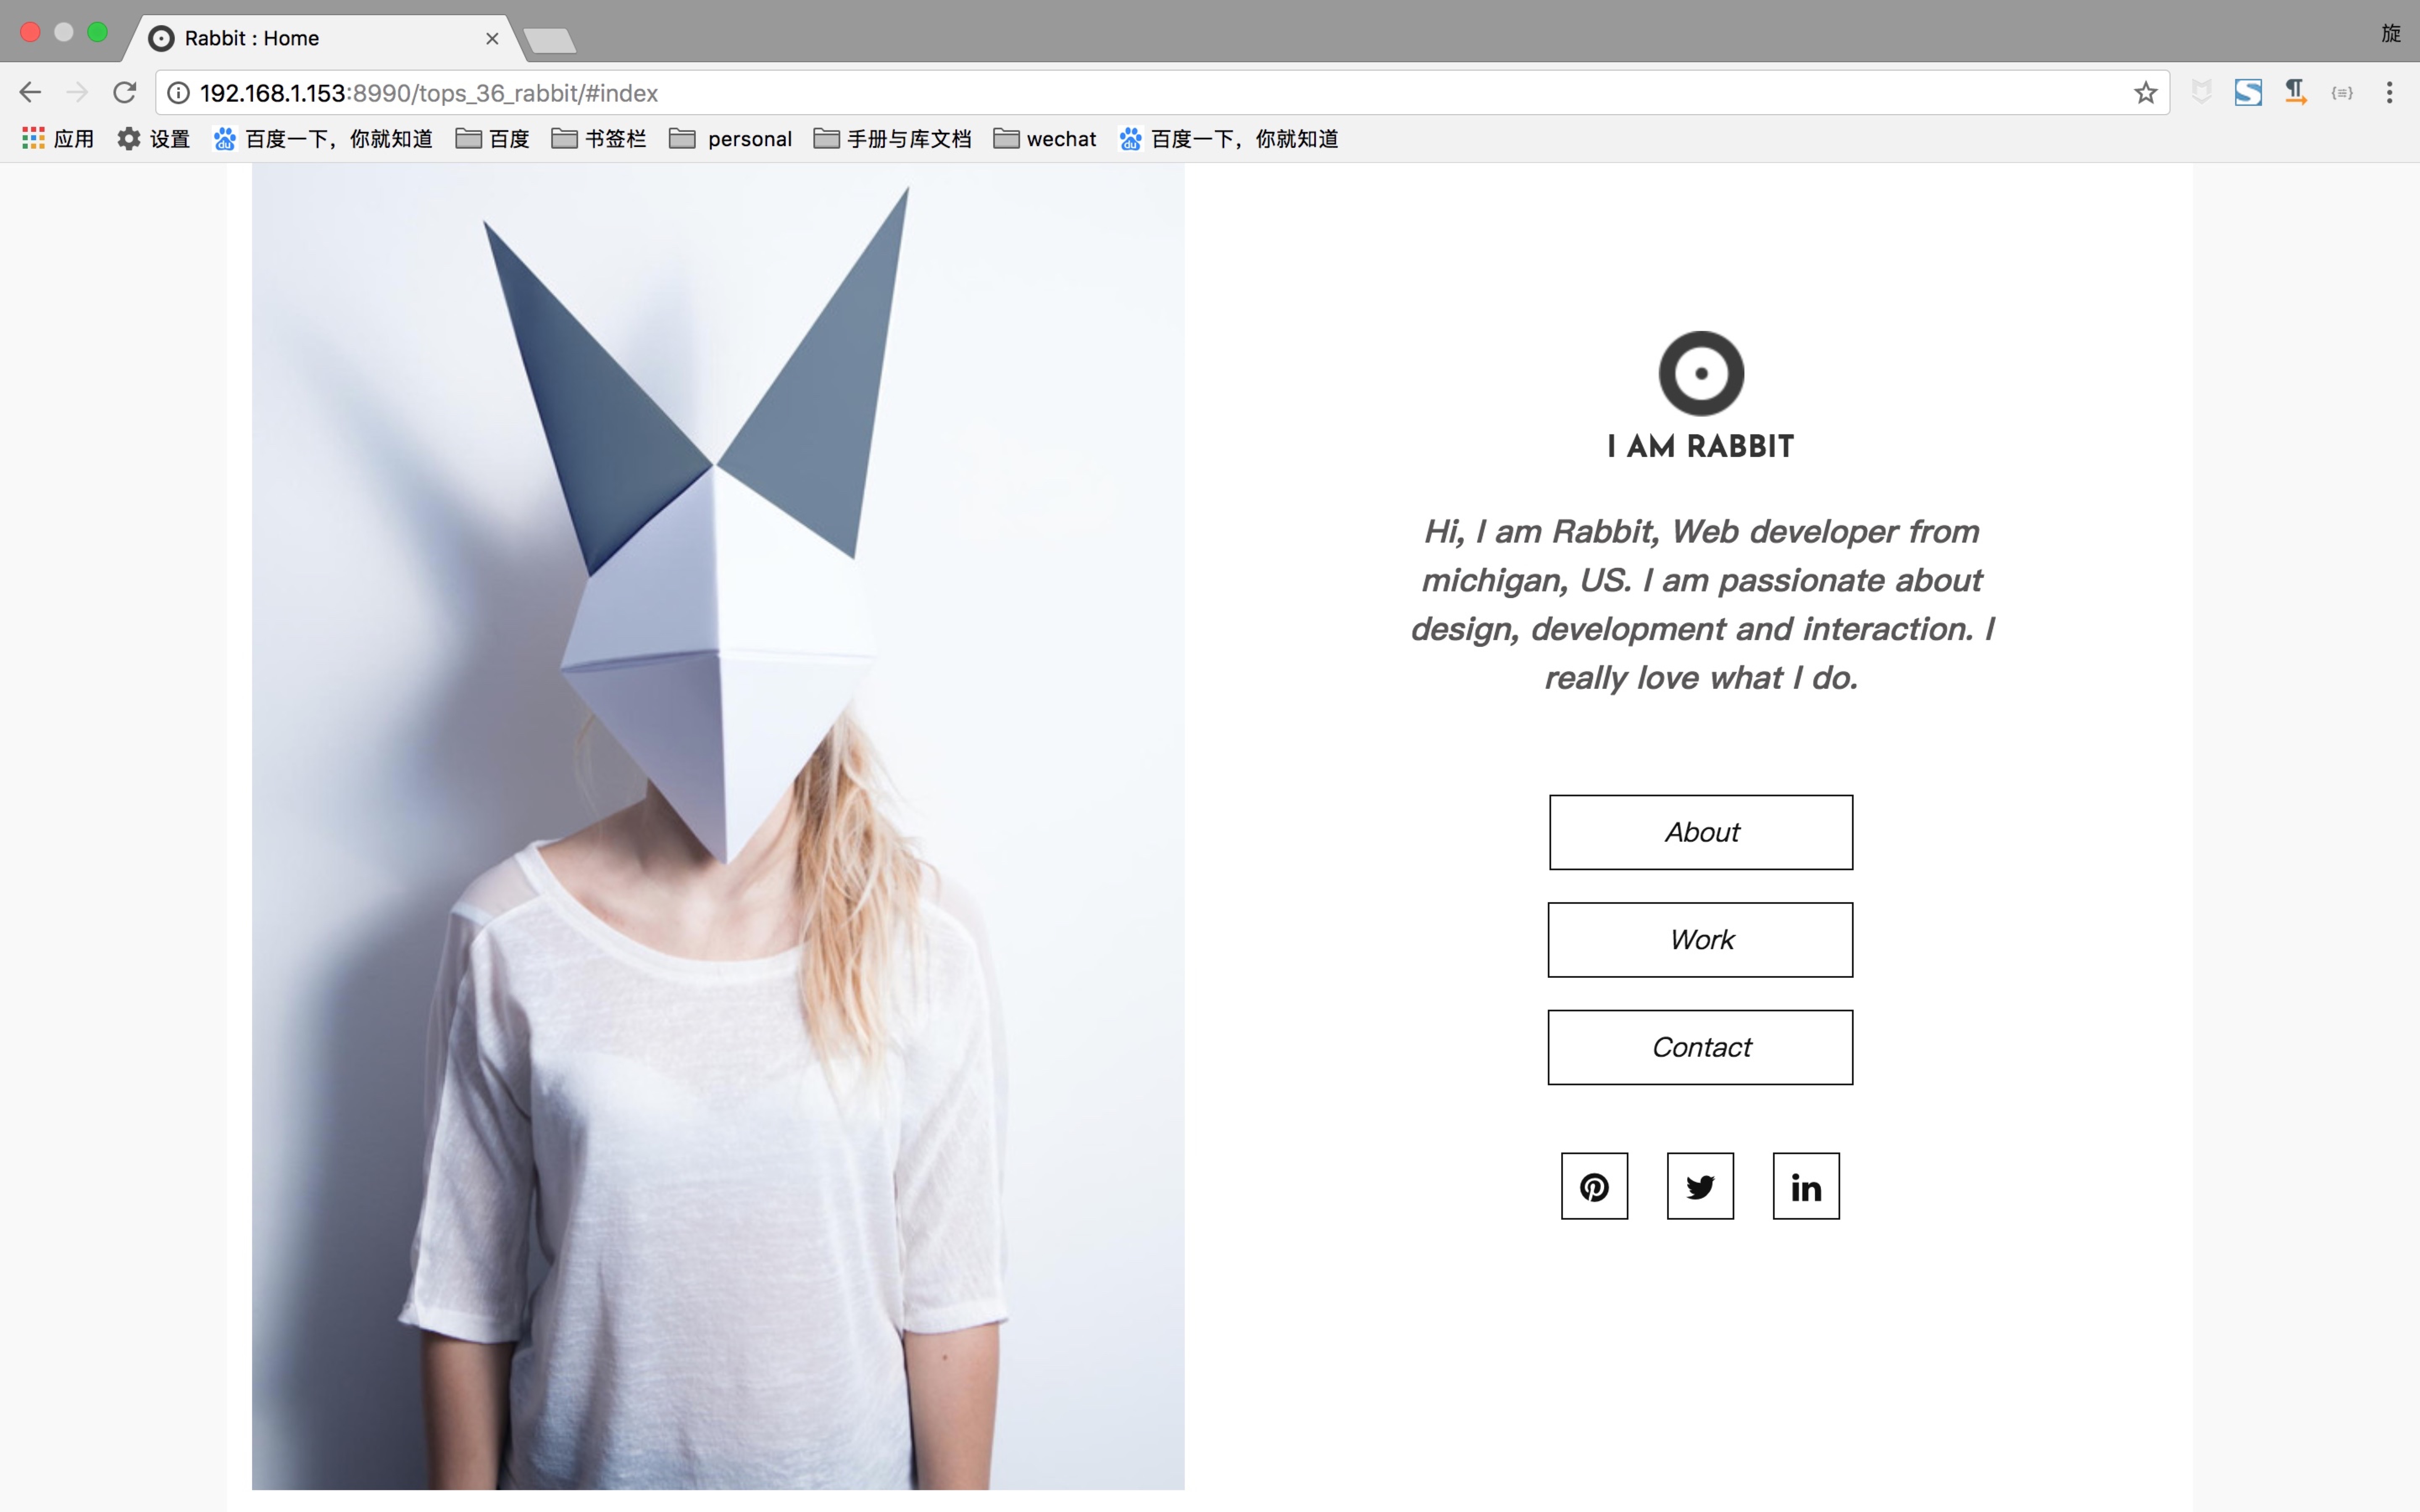 Rabbit : Home
旋
192.168.1.153:8990/tops_36_rabbit/#index
应用 设置 百度一下，你就知道 百度 书签栏 personal 手册与库文档 wechat 百度一下，你就知道
I AM RABBIT
Hi, I am Rabbit, Web developer from
michigan, US. I am passionate about
design, development and interaction. I
really love what I do.
About
Work
Contact